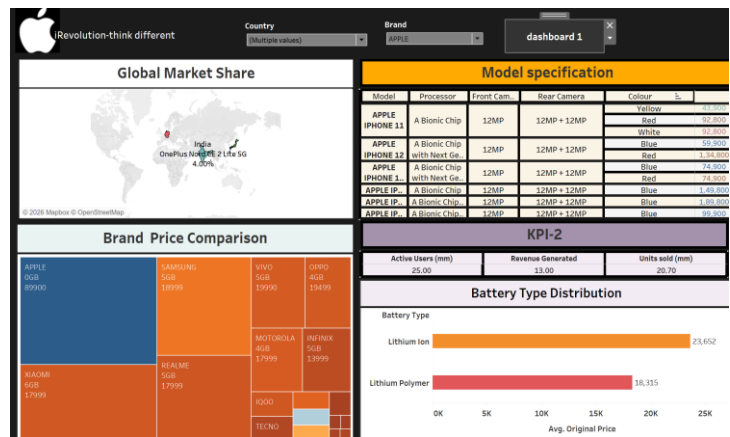 iRevolution-think different
Country
(Multiple values)
Brand
APPLE
dashboard 1
Global Market Share
India
OnePlus Nord CE 2 Lite 5G
4.00%
© 2026 Mapbox © OpenStreetMap
Model specification
Model Processor Front Cam.. Rear Camera Colour
APPLE IPHONE 11 A Bionic Chip 12MP 12MP + 12MP Yellow 43,900
Red 92,800
White 92,800
APPLE IPHONE 12 A Bionic Chip with Next Ge.. 12MP 12MP + 12MP Blue 59,900
Red 1,34,800
APPLE IPHONE 1.. A Bionic Chip with Next Ge.. 12MP 12MP + 12MP Blue 74,900
Red 74,900
APPLE IP.. A Bionic Chip 12MP 12MP + 12MP Blue 1,49,800
APPLE IP.. A Bionic Chip.. 12MP 12MP + 12MP Blue 1,89,800
APPLE IP.. A Bionic Chip.. 12MP 12MP + 12MP Blue 99,900
Brand Price Comparison
APPLE
0GB
89900
SAMSUNG
5GB
18999
VIVO
5GB
19990
OPPO
4GB
19499
XIAOMI
6GB
17999
REALME
5GB
17999
MOTOROLA
4GB
17999
INFINIX
5GB
13999
IQOO
TECNO
KPI-2
Active Users (mm) Revenue Generated Units sold (mm)
25.00 13.00 20.70
Battery Type Distribution
Battery Type
Lithium Ion 23,652
Lithium Polymer 18,315
0K 5K 10K 15K 20K 25K
Avg. Original Price